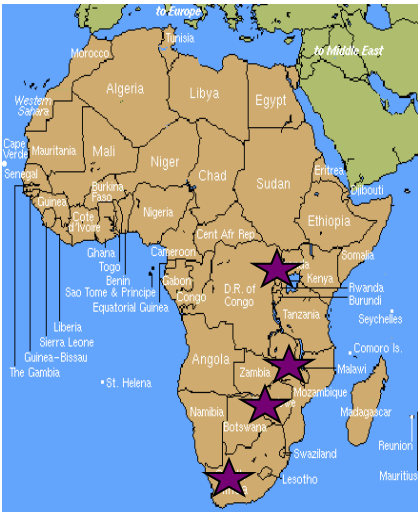 to Europe
Tunisia
to Middle East
Morocco
Algeria
Libya
Egypt
Western
Sahara
Cape
Verde
Mauritania
Mali
Niger
Chad
Sudan
Eritrea
Senegal
Djibouti
Guinea
Burkina
Faso
Nigeria
Ethiopia
Cote
d'Ivoire
Cent Afr Rep
Somalia
Ghana
Cameroon
Togo
Benin
Gabon
Kenya
Sao Tome & Principe
Congo
D.R. of
Congo
Rwanda
Equatorial Guinea
Burundi
Tanzania
Seychelles
Liberia
Sierra Leone
Guinea-Bissau
The Gambia
Comoro Is.
Angola
Zambia
Malawi
St. Helena
Mozambique
Namibia
Madagascar
Botswana
Reunion
Swaziland
Lesotho
Mauritius